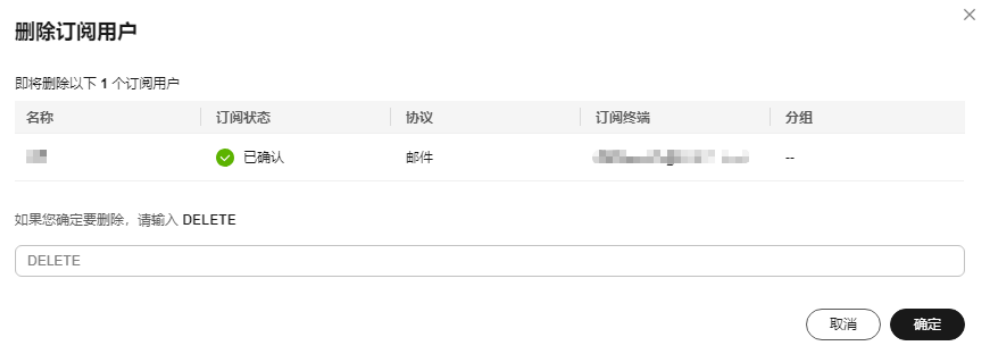 删除订阅用户
即将删除以下 1 个订阅用户
名称 订阅状态 协议 订阅终端 分组
已确认 邮件 --
如果您确定要删除，请输入 DELETE
DELETE
取消 确定